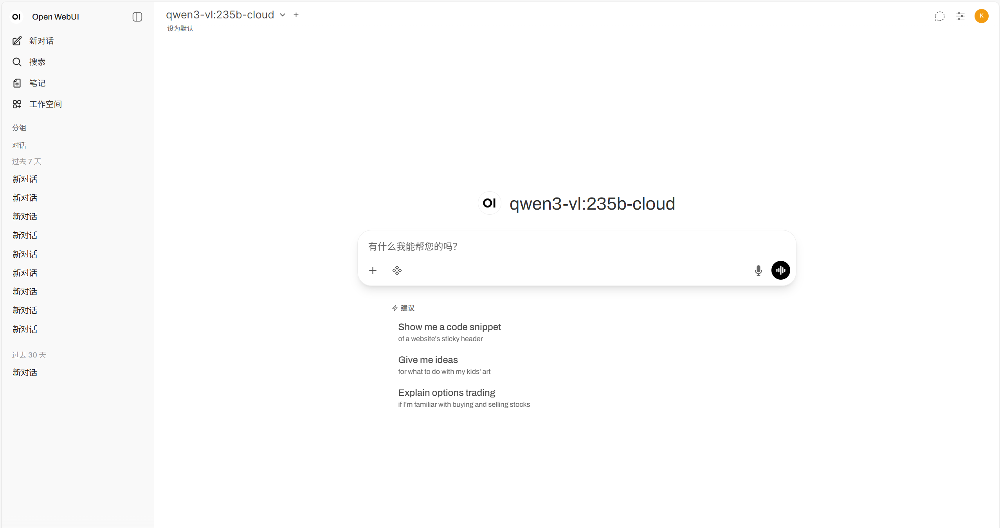 OI Open WebUI
新对话
搜索
笔记
工作空间
分组
对话
过去 7 天
新对话
新对话
新对话
新对话
新对话
新对话
新对话
新对话
新对话
过去 30 天
新对话
qwen3-vl:235b-cloud
设为默认
K
OI qwen3-vl:235b-cloud
有什么我能帮您的吗？
建议
Show me a code snippet
of a website's sticky header
Give me ideas
for what to do with my kids' art
Explain options trading
if I'm familiar with buying and selling stocks